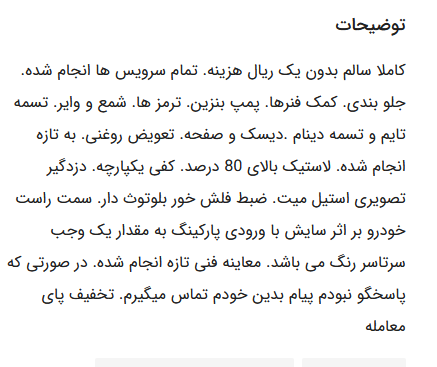 توضیحات
کاملا سالم بدون یک ریال هزینه. تمام سرویس ها انجام شده.
جلو بندی. کمک فنرها. پمپ بنزین. ترمز ها. شمع و وایر. تسمه
تایم و تسمه دینام .دیسک و صفحه. تعویض روغنی. به تازه
انجام شده. لاستیک بالای 80 درصد. کفی یکپارچه. دزدگیر
تصویری استیل میت. ضبط فلش خور بلوتوث دار. سمت راست
خودرو بر اثر سایش با ورودی پارکینگ به مقدار یک وجب
سرتاسر رنگ می باشد. معاینه فنی تازه انجام شده. در صورتی که
پاسخگو نبودم پیام بدین خودم تماس میگیرم. تخفیف پای
معامله